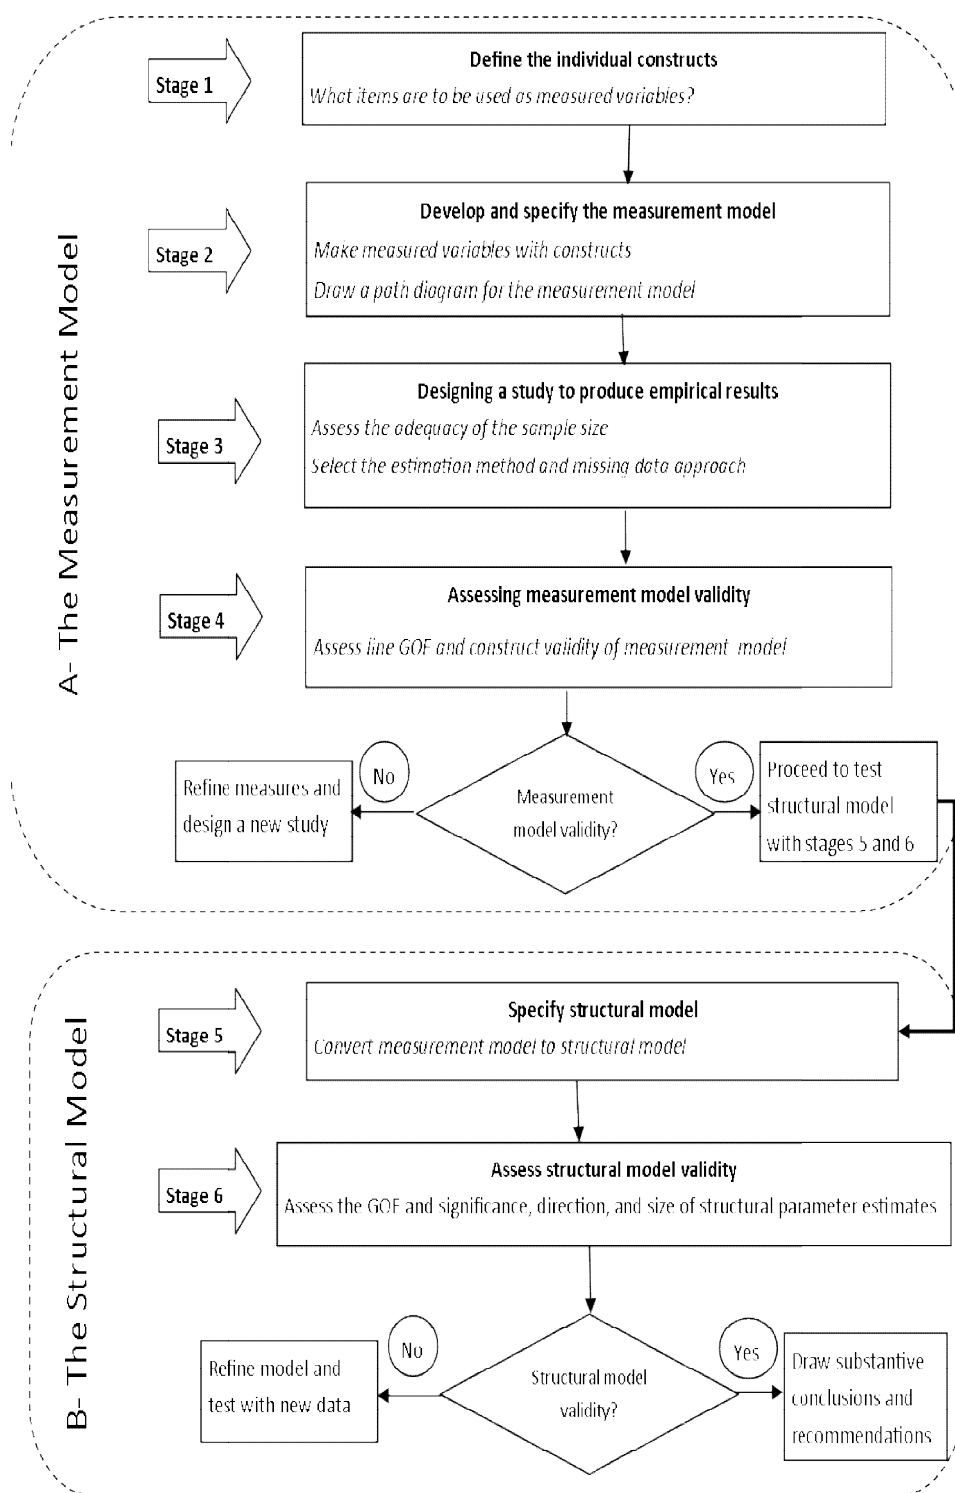 A- The Measurement Model
Stage 1
Define the individual constructs
What items are to be used as measured variables?
Stage 2
Develop and specify the measurement model
Make measured variables with constructs
Draw a path diagram for the measurement model
Stage 3
Designing a study to produce empirical results
Assess the adequacy of the sample size
Select the estimation method and missing data approach
Stage 4
Assessing measurement model validity
Assess line GOF and construct validity of measurement model
Refine measures and
design a new study
No
Measurement
model validity?
Yes
Proceed to test
structural model
with stages 5 and 6
B- The Structural Model
Stage 5
Specify structural model
Convert measurement model to structural model
Stage 6
Assess structural model validity
Assess the GOF and significance, direction, and size of structural parameter estimates
Refine model and
test with new data
No
Structural model
validity?
Yes
Draw substantive
conclusions and
recommendations